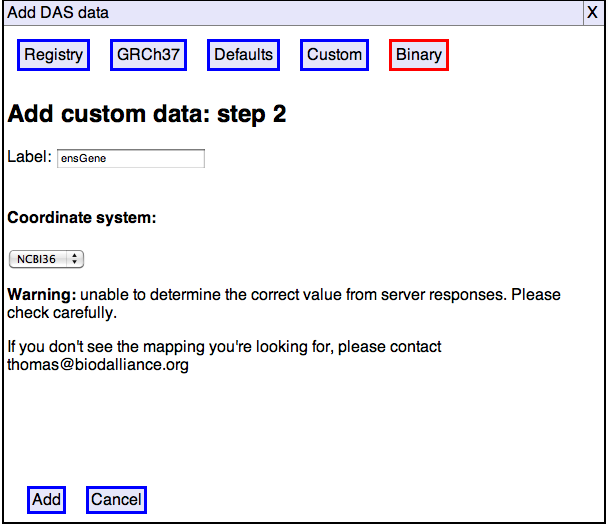 Add DAS data X
Registry GRCh37 Defaults Custom Binary
Add custom data: step 2
Label: ensGene
Coordinate system:
NCBI36
Warning: unable to determine the correct value from server responses. Please
check carefully.
If you don't see the mapping you're looking for, please contact
thomas@biodalliance.org
Add Cancel